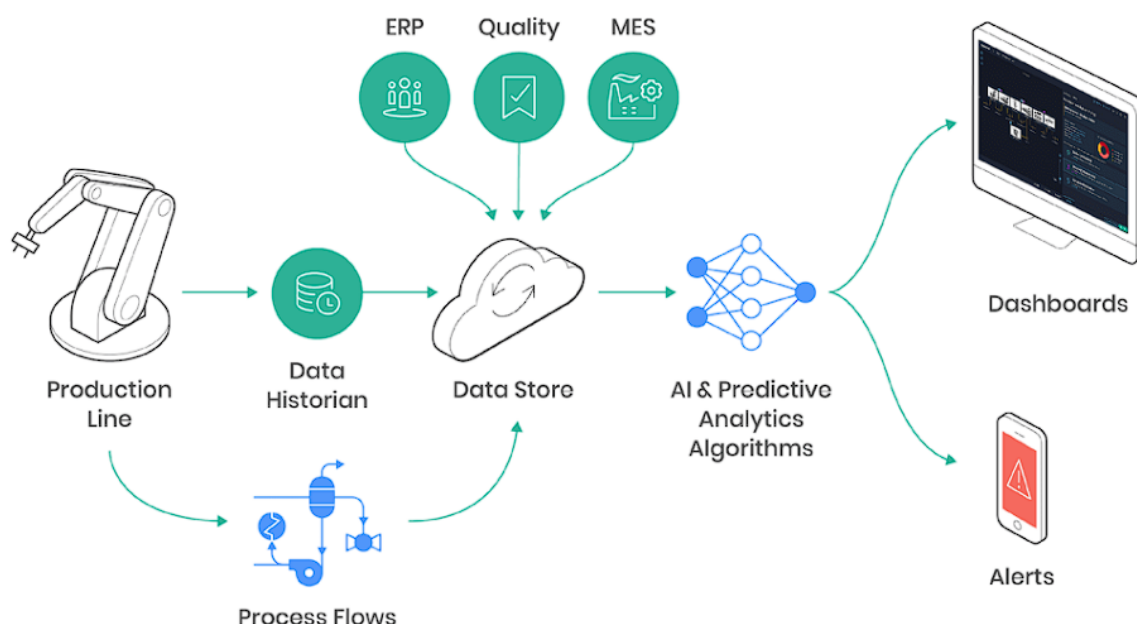 ERP
Quality
MES
Production
Line
Data
Historian
Data Store
AI & Predictive
Analytics
Algorithms
Dashboards
Process Flows
Alerts